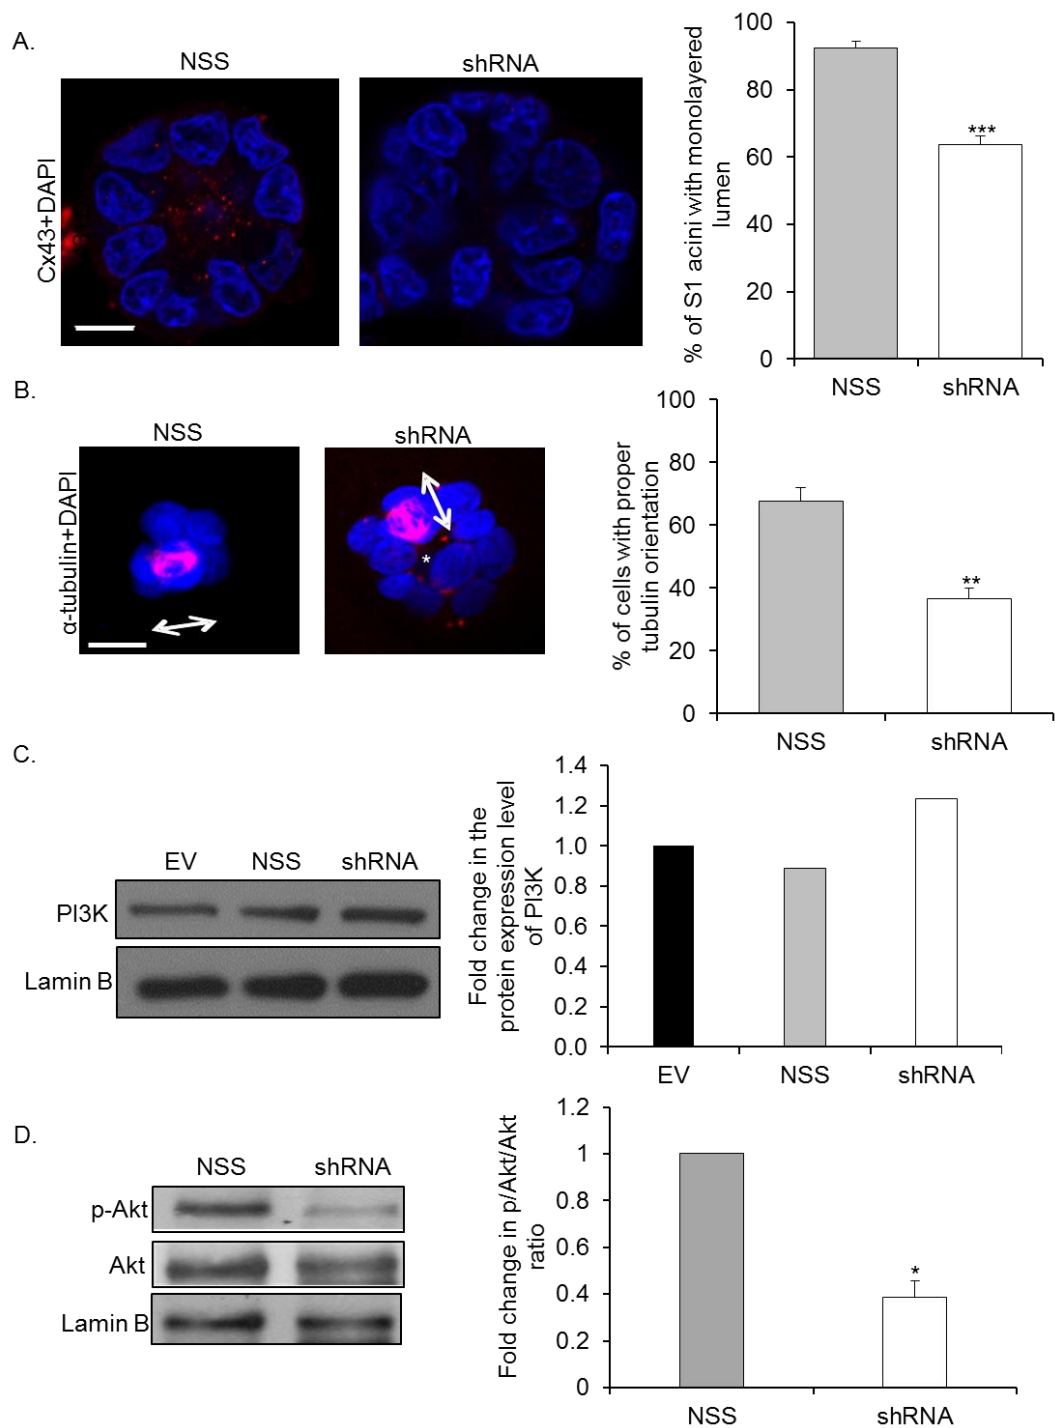 A.
NSS
shRNA
Cx43+DAPI
% of S1 acini with monolayered
lumen
100
80
60
40
20
0
***
NSS
shRNA
B.
NSS
shRNA
α-tubulin+DAPI
*
% of cells with proper
tubulin orientation
100
80
60
40
20
0
**
NSS
shRNA
C.
EV
NSS
shRNA
PI3K
Lamin B
Fold change in the
protein expression level
of PI3K
1.4
1.2
1.0
0.8
0.6
0.4
0.2
0.0
EV
NSS
shRNA
D.
NSS
shRNA
p-Akt
Akt
Lamin B
Fold change in p/Akt/Akt
ratio
1.2
1
0.8
0.6
0.4
0.2
0
*
NSS
shRNA